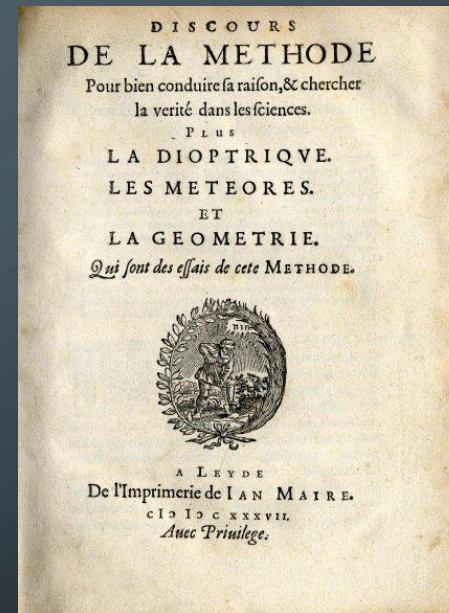 DISCOURS
DE LA METHODE
Pour bien conduire ſa raiſon, & chercher
la verité dans les ſciences.
PLUS
LA DIOPTRIQVE.
LES METEORES.
ET
LA GEOMETRIE.
Qui ſont des eſſais de cete METHODE.
A LEYDE
De l'Imprimerie de IAN MAIRE.
cIↄ Iↄ c xxxvii.
Auec Priuilege.